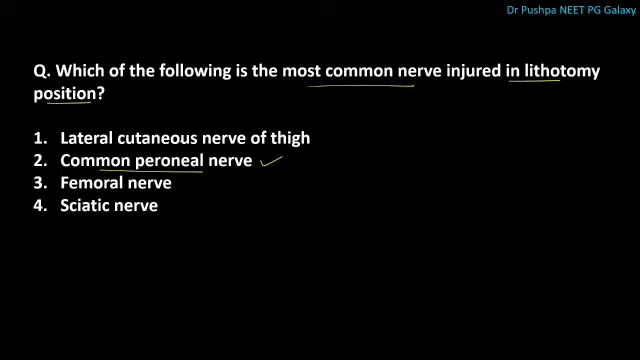 Dr Pushpa NEET PG Galaxy
Q. Which of the following is the most common nerve injured in lithotomy
position?
1. Lateral cutaneous nerve of thigh
2. Common peroneal nerve ✓
3. Femoral nerve
4. Sciatic nerve